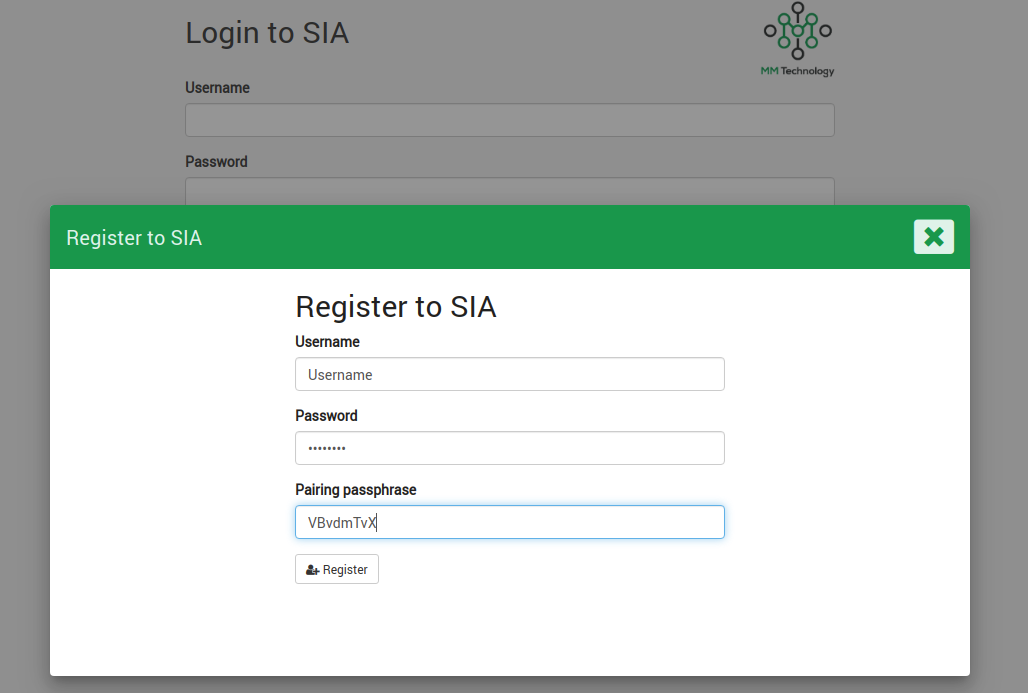 Login to SIA
MM Technology
Username
Password
Register to SIA
Register to SIA
Username
Username
Password
••••••••
Pairing passphrase
VBvdmTvX
Register